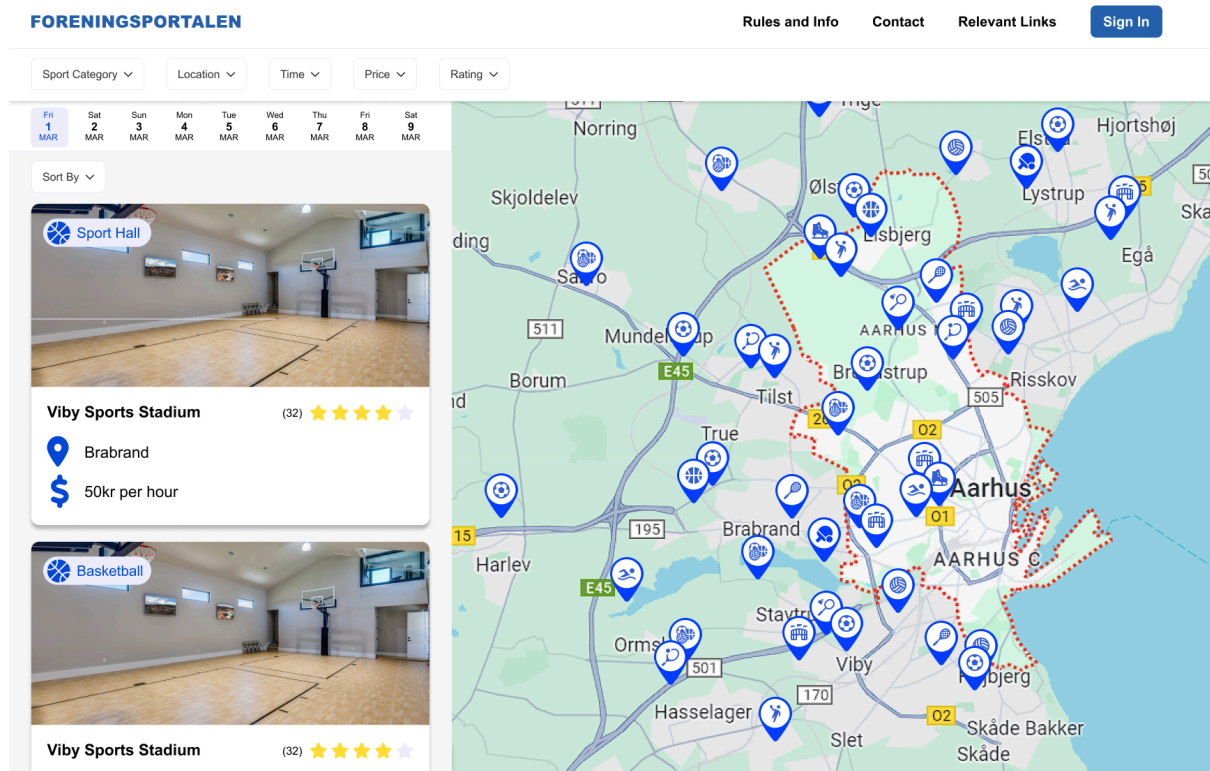 FORENINGSPORTALEN
Rules and Info Contact Relevant Links Sign In
Sport Category Location Time Price Rating
Fri Sat Sun Mon Tue Wed Thu Fri Sat
1 2 3 4 5 6 7 8 9
MAR MAR MAR MAR MAR MAR MAR MAR MAR
Sort By
Sport Hall
Viby Sports Stadium (32)
Brabrand
50kr per hour
Basketball
Viby Sports Stadium (32)
Norring
Hjortshøj
Skjoldelev
Lystrup
Elsbjerg
Egå
511
AARHUS
E45
Borum
Risskov
Tilst
505
True
O2
Aarhus
O1
15
195
Brabrand
Harlev
AARHUS C
E45
501
Viby
170
Hasselager
O2
Skåde Bakker
Slet
Skåde